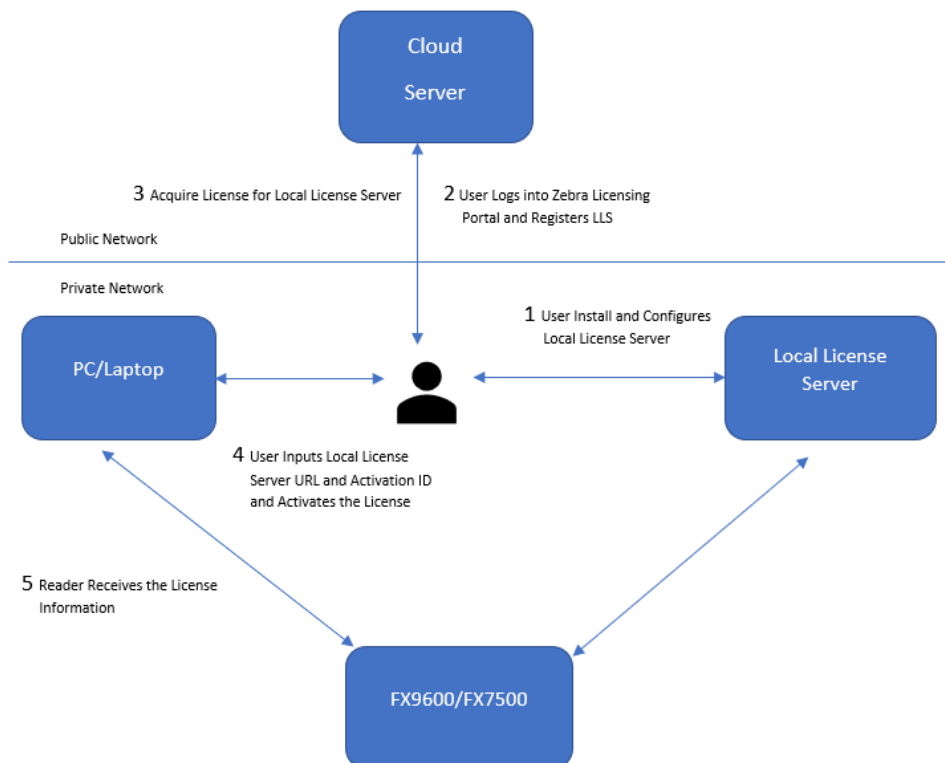 Cloud
Server
3 Acquire License for Local License Server
2 User Logs into Zebra Licensing
Portal and Registers LLS
Public Network
Private Network
1 User Install and Configures
Local License Server
PC/Laptop
Local License
Server
4 User Inputs Local License
Server URL and Activation ID
and Activates the License
5 Reader Receives the License
Information
FX9600/FX7500